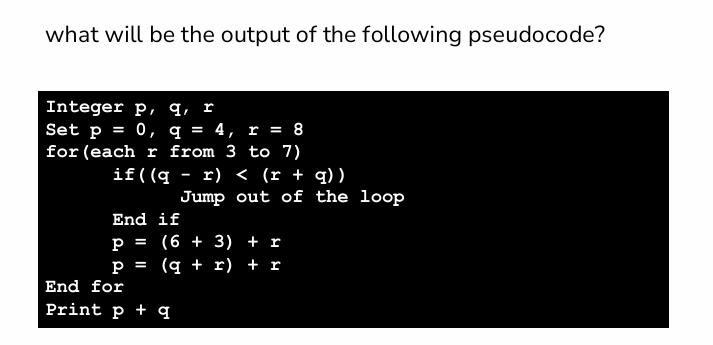 what will be the output of the following pseudocode?
Integer p, q, r
Set p = 0, q = 4, r = 8
for(each r from 3 to 7)
if((q - r) < (r + q))
Jump out of the loop
End if
p = (6 + 3) + r
p = (q + r) + r
End for
Print p + q